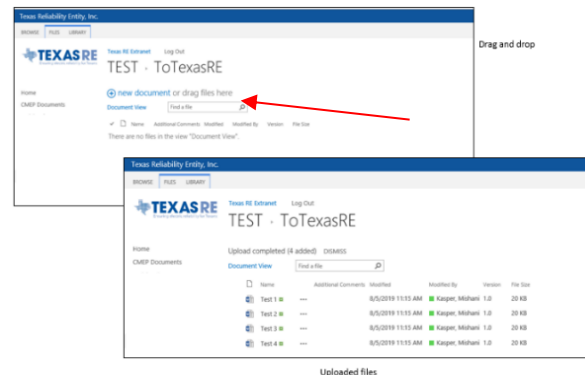 Texas Reliability Entity, Inc.
BROWSE FILES LIBRARY
TEXAS RE
Texas RE Extranet Log Out
TEST · ToTexasRE
Home
CMEP Documents
new document or drag files here
Document View Find a file
Name Additional Comments Modified Modified By Version File Size
There are no files in the view "Document View".
Drag and drop
Texas Reliability Entity, Inc.
BROWSE FILES LIBRARY
TEXAS RE
Texas RE Extranet Log Out
TEST · ToTexasRE
Home
CMEP Documents
Upload completed (4 added) DISMISS
Document View Find a file
Name Additional Comments Modified Modified By Version File Size
Test 1 ... 8/5/2019 11:15 AM Kasper, Mishani 1.0 20 KB
Test 2 ... 8/5/2019 11:15 AM Kasper, Mishani 1.0 20 KB
Test 3 ... 8/5/2019 11:15 AM Kasper, Mishani 1.0 20 KB
Test 4 ... 8/5/2019 11:15 AM Kasper, Mishani 1.0 20 KB
Uploaded files